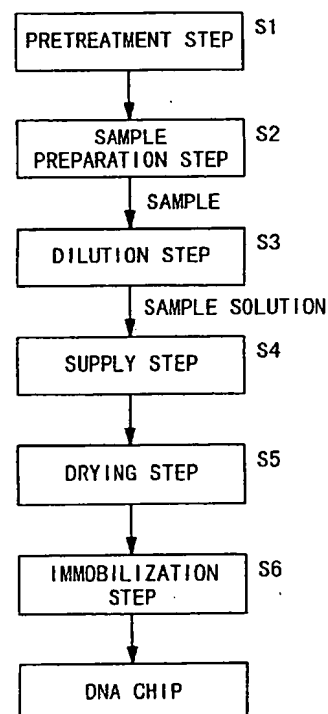 PRETREATMENT STEP S1
SAMPLE
PREPARATION STEP S2
SAMPLE
DILUTION STEP S3
SAMPLE SOLUTION
SUPPLY STEP S4
DRYING STEP S5
IMMOBILIZATION
STEP S6
DNA CHIP